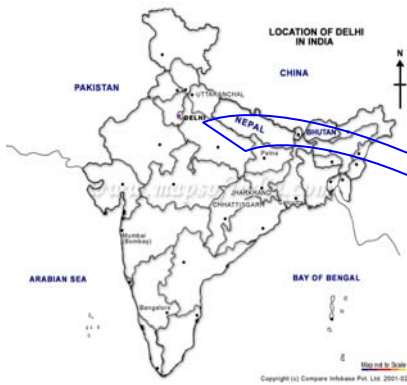 LOCATION OF DELHI
IN INDIA
N
CHINA
PAKISTAN
UTTARANCHAL
DELHI
NEPAL
BHUTAN
Patna
JHARKHAND
CHHATTISGARH
Mumbai
(Bombay)
ARABIAN SEA
BAY OF BENGAL
Bangalore
Map not to Scale
Copyright (c) Compare Infobase Pvt. Ltd. 2001-02